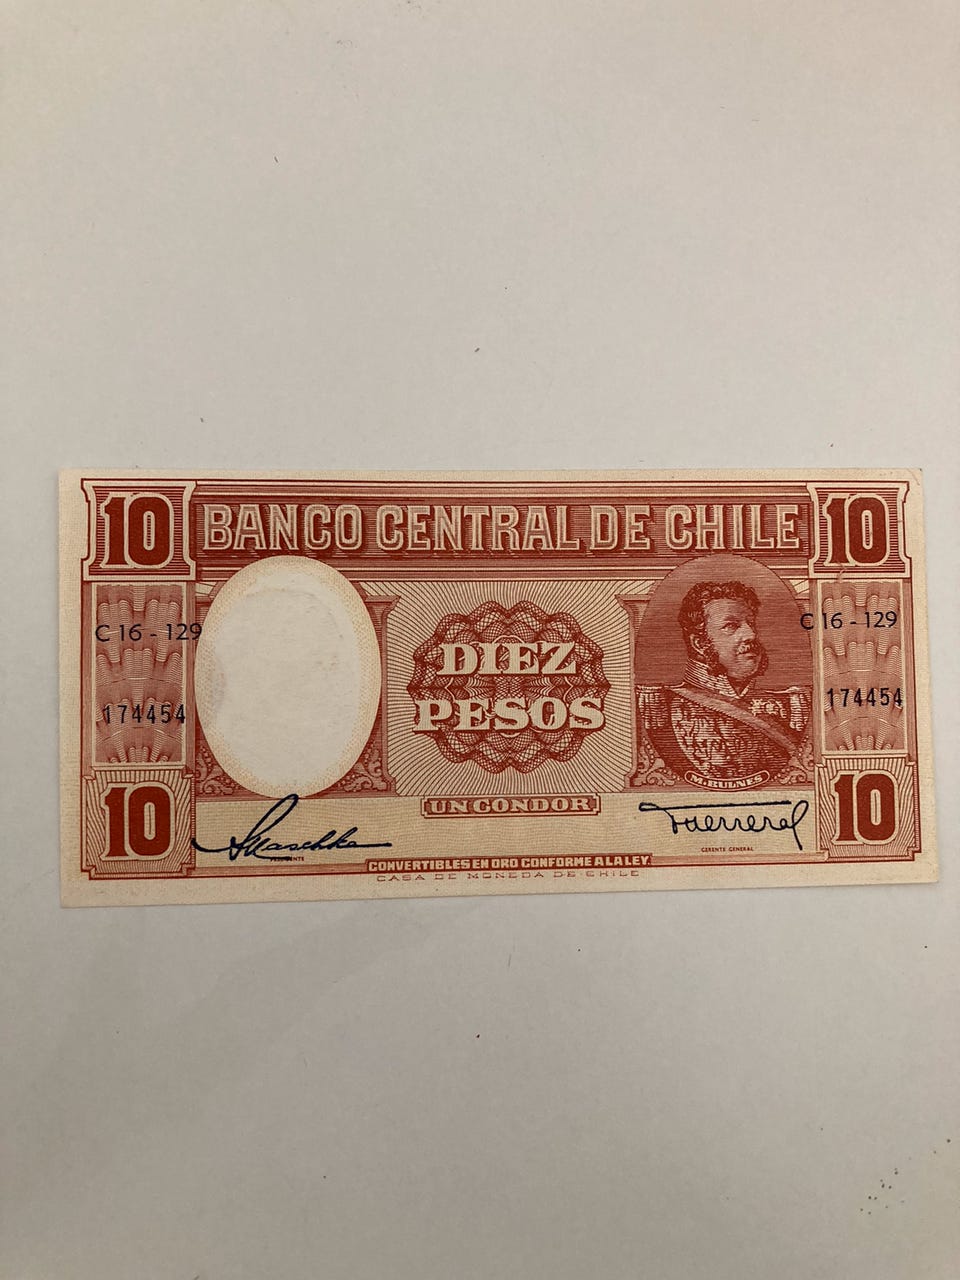 10 BANCO CENTRAL DE CHILE 10
C 16 - 129 C 16 - 129
DIEZ
PESOS
174454 174454
M. BULNES
10 UN CONDOR 10
PRESIDENTE GERENTE GENERAL
CONVERTIBLES EN ORO CONFORME A LA LEY
CASA DE MONEDA DE CHILE